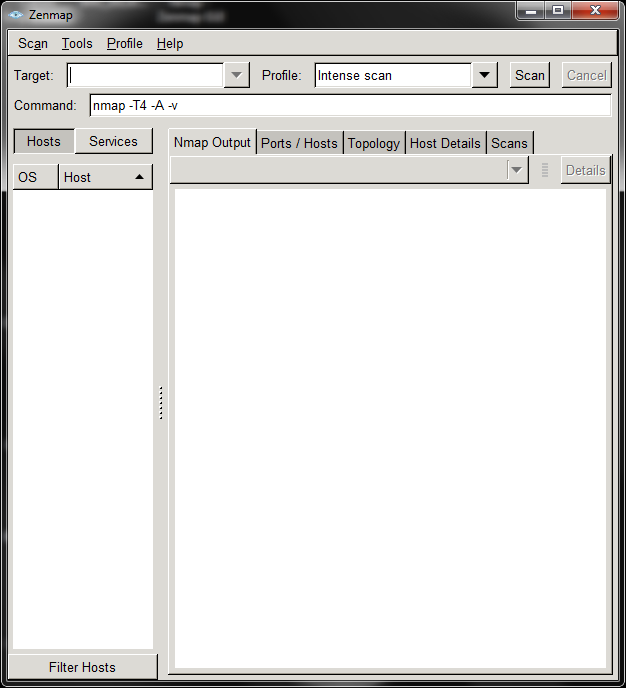 Zenmap
Scan Tools Profile Help
Target: Profile: Intense scan Scan Cancel
Command: nmap -T4 -A -v
Hosts Services
Nmap Output Ports / Hosts Topology Host Details Scans
Details
OS Host
Filter Hosts